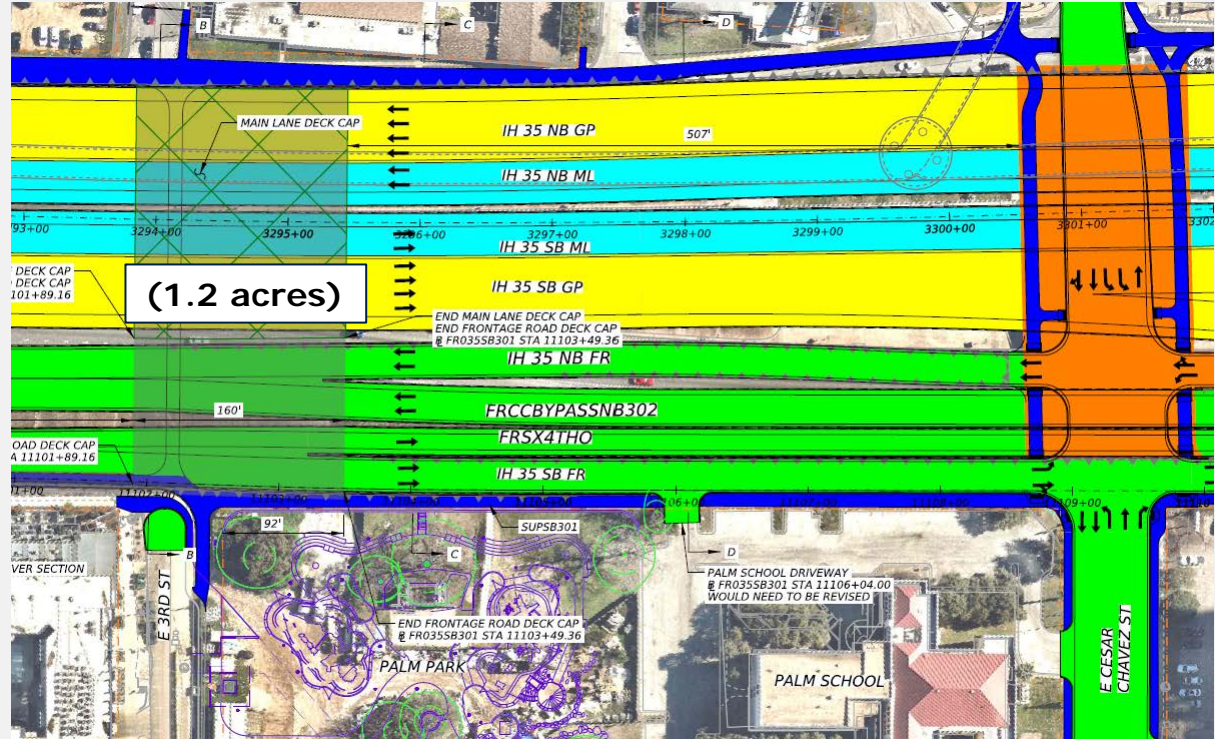 B
C
D
MAIN LANE DECK CAP
IH 35 NB GP
507'
IH 35 NB ML
3294+00
3295+00
3297+00
3298+00
3299+00
3300+00
3301+00
IH 35 SB ML
DECK CAP
DECK CAP
(1.2 acres)
IH 35 SB GP
END MAIN LANE DECK CAP
END FRONTAGE ROAD DECK CAP
FR035SB301 STA 11103+49.36
IH 35 NB FR
160'
FRCCBYPASSNB302
FRSX4THO
OAD DECK CAP
A 11101+89.16
IH 35 SB FR
11107+00
11108+00
92'
SUPSB301
B
C
D
VER SECTION
E 3RD ST
PALM SCHOOL DRIVEWAY
FR035SB301 STA 11106+04.00
WOULD NEED TO BE REVISED
END FRONTAGE ROAD DECK CAP
FR035SB301 STA 11103+49.36
PALM PARK
PALM SCHOOL
E CESAR
CHAVEZ ST